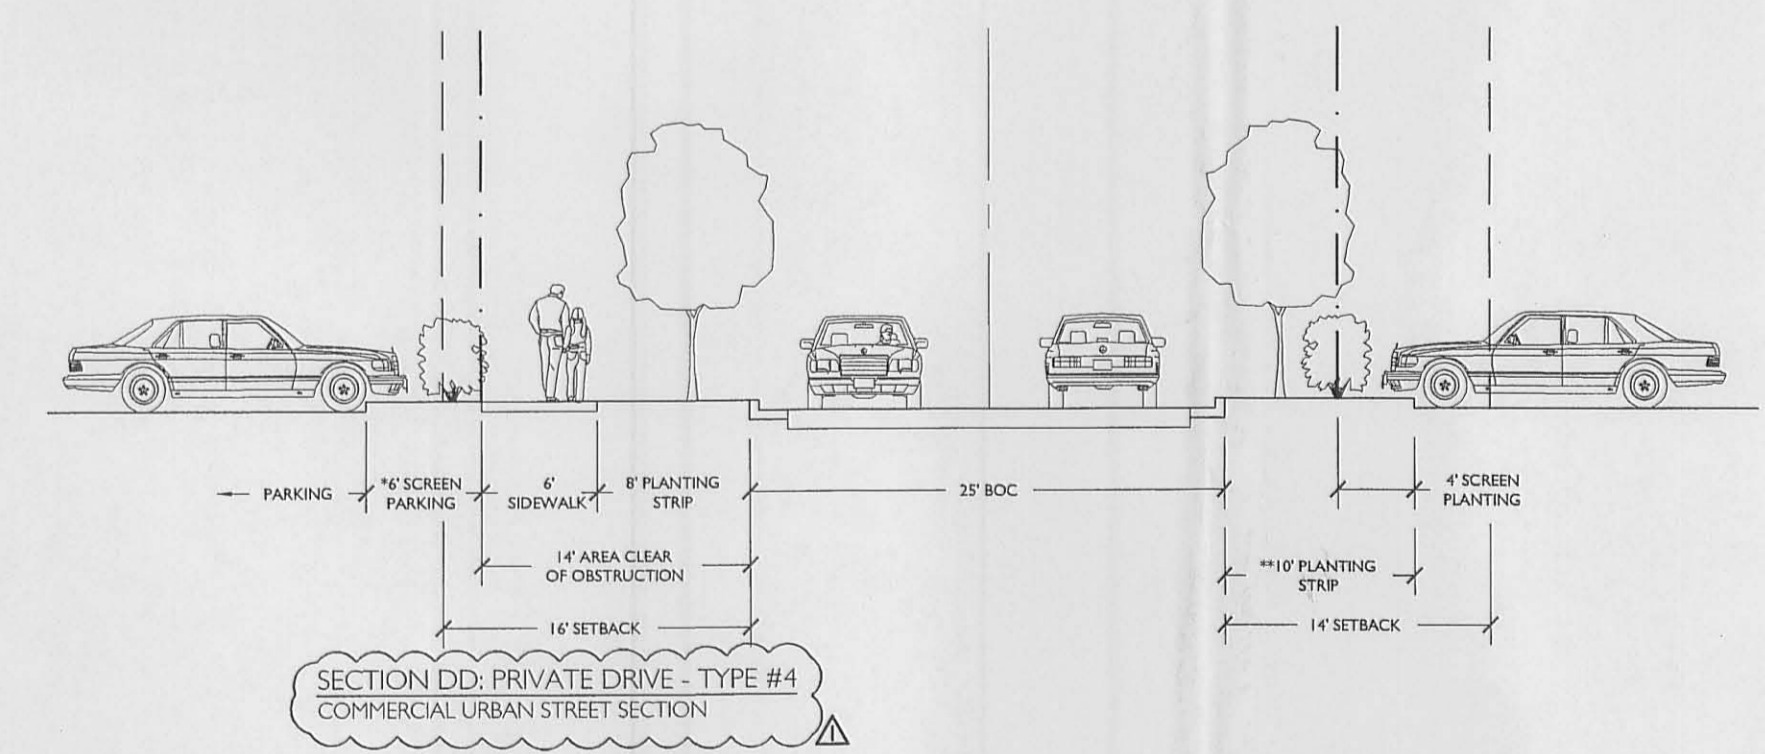 PARKING
*6' SCREEN
PARKING
6'
SIDEWALK
8' PLANTING
STRIP
25' BOC
4' SCREEN
PLANTING
14' AREA CLEAR
OF OBSTRUCTION
**10' PLANTING
STRIP
16' SETBACK
14' SETBACK
SECTION DD: PRIVATE DRIVE - TYPE #4
COMMERCIAL URBAN STREET SECTION
1